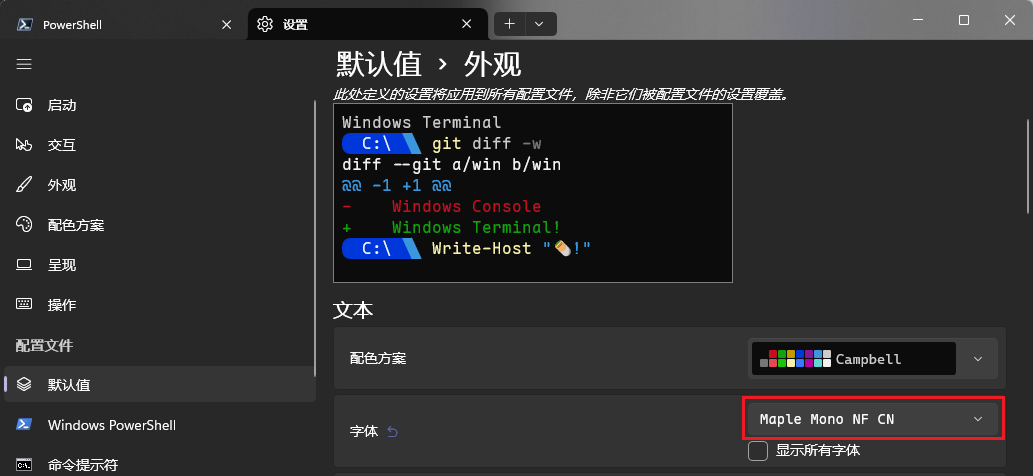 PowerShell
设置
启动
交互
外观
配色方案
呈现
操作
配置文件
默认值
Windows PowerShell
命令提示符
默认值 › 外观
此处定义的设置将应用到所有配置文件，除非它们被配置文件的设置覆盖。
Windows Terminal
C:\ git diff -w
diff --git a/win b/win
@@ -1 +1 @@
-    Windows Console
+    Windows Terminal!
C:\ Write-Host "✏️!"
文本
配色方案
Campbell
字体
Maple Mono NF CN
显示所有字体